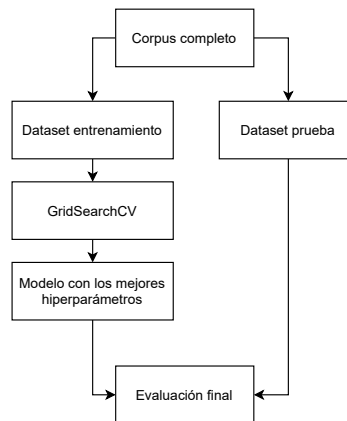 Corpus completo
Dataset entrenamiento
Dataset prueba
GridSearchCV
Modelo con los mejores
hiperparámetros
Evaluación final